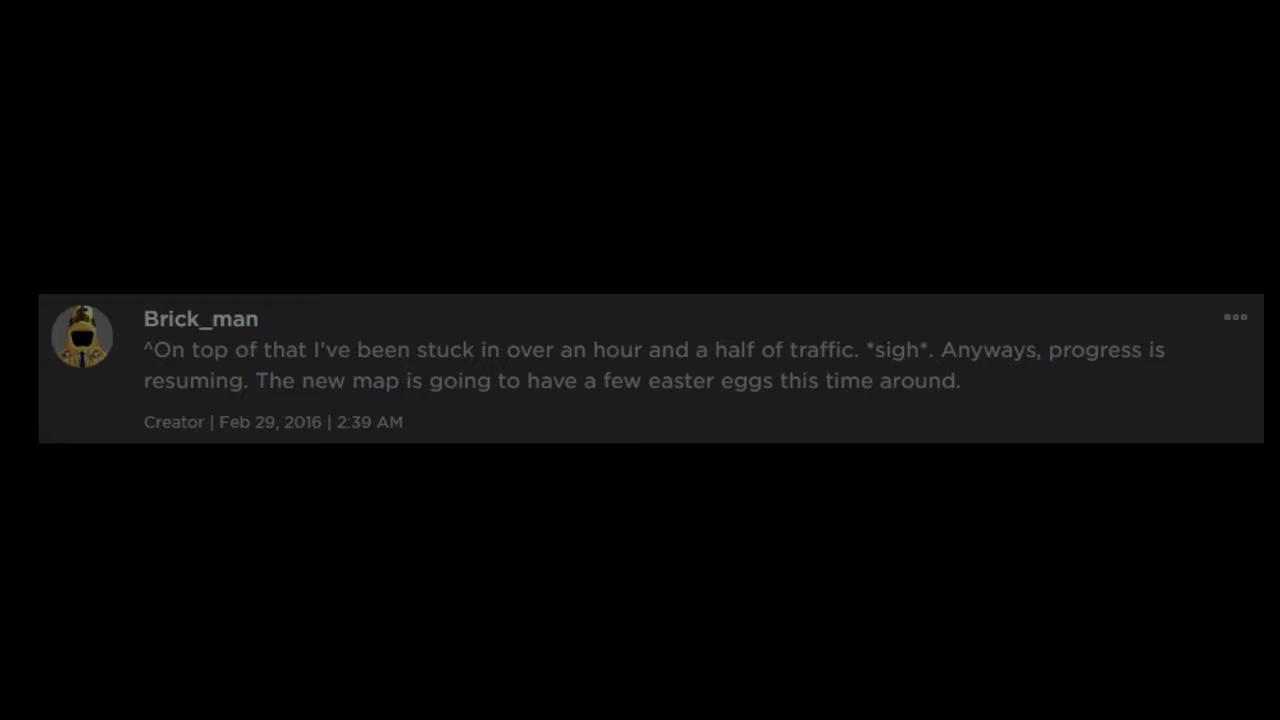 Brick_man
^On top of that I've been stuck in over an hour and a half of traffic. *sigh*. Anyways, progress is
resuming. The new map is going to have a few easter eggs this time around.
Creator | Feb 29, 2016 | 2:39 AM